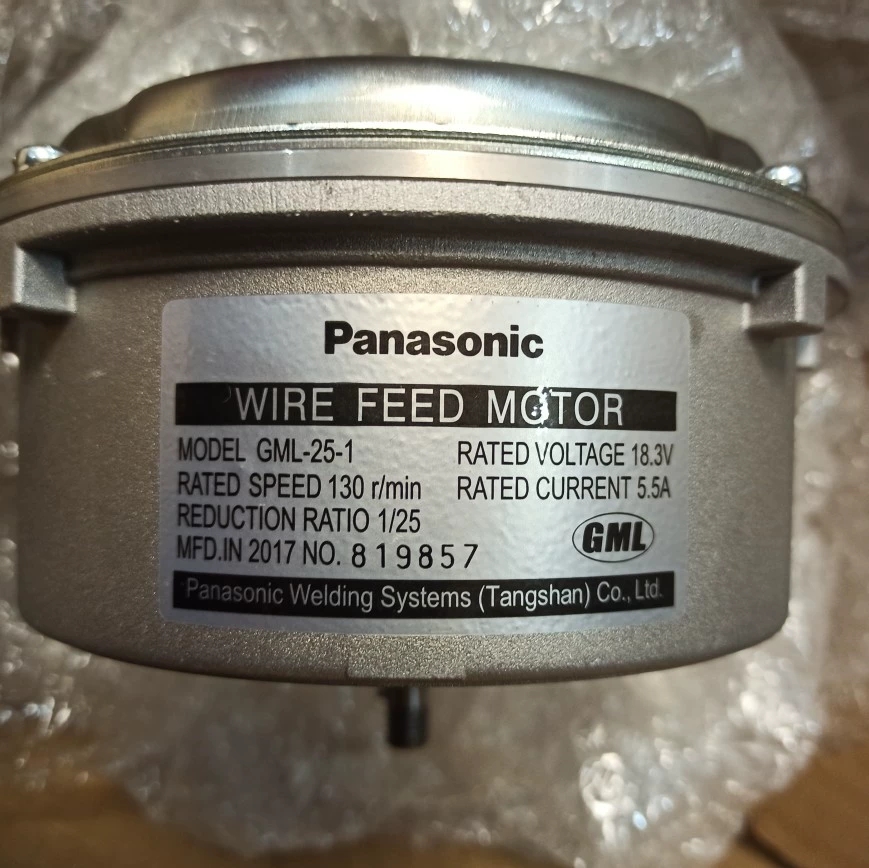 Panasonic
WIRE FEED MOTOR
MODEL GML-25-1 RATED VOLTAGE 18.3V
RATED SPEED 130 r/min RATED CURRENT 5.5A
REDUCTION RATIO 1/25
MFD.IN 2017 NO. 819857 GML
Panasonic Welding Systems (Tangshan) Co., Ltd.